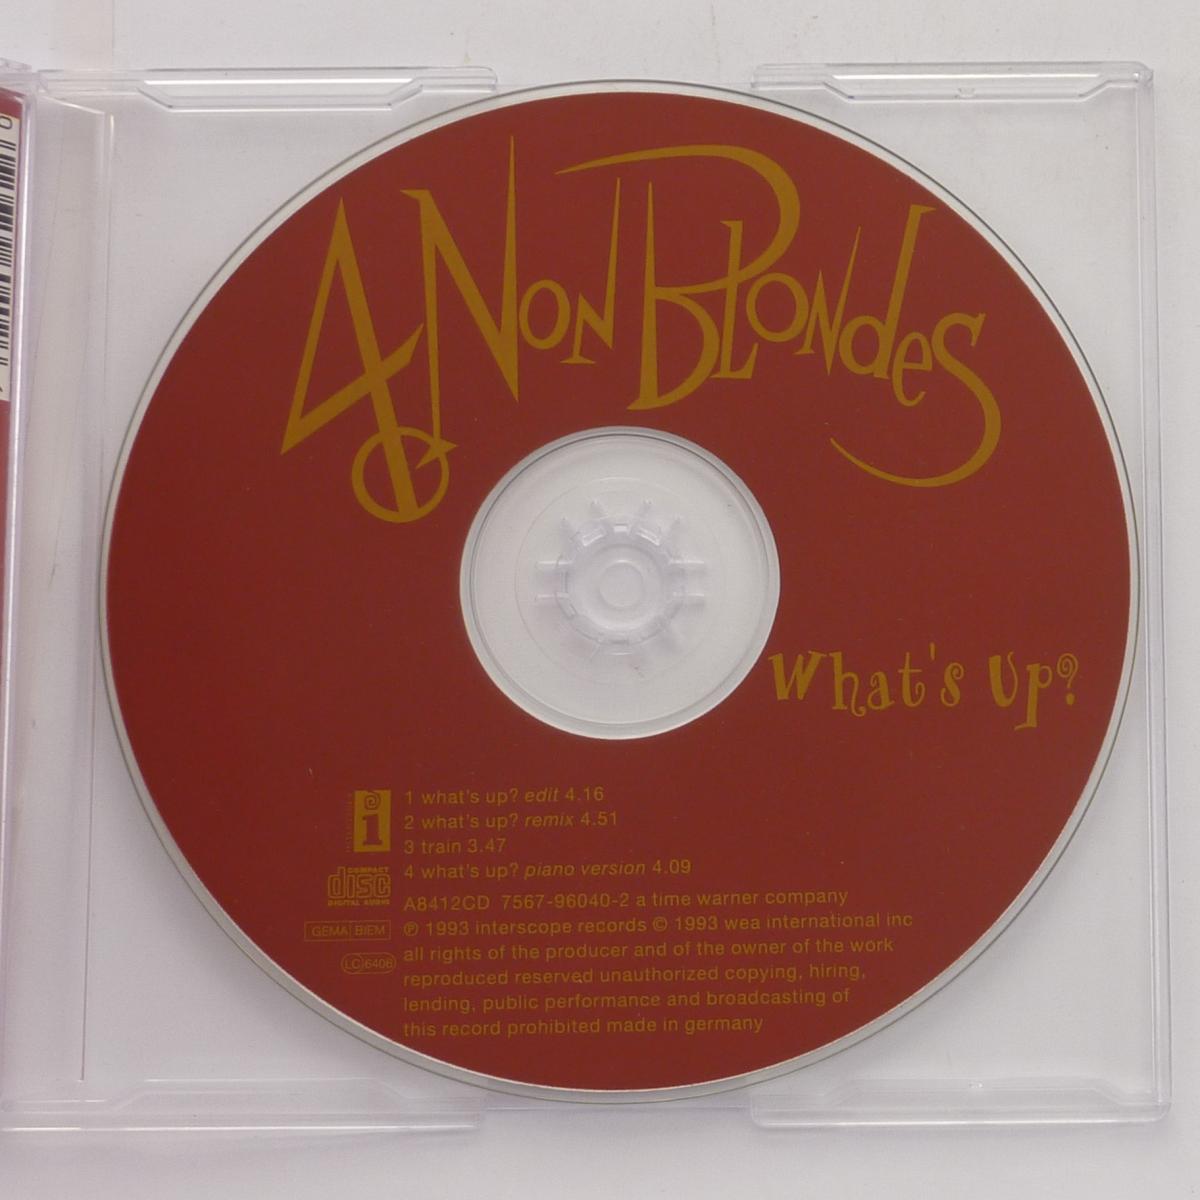 4 Non Blondes
What's Up?
1 what's up? edit 4.16
2 what's up? remix 4.51
3 train 3.47
4 what's up? piano version 4.09
i
COMPACT
disc
DIGITAL AUDIO
GEMA BIEM
LC 6406
A8412CD 7567-96040-2 a time warner company
℗ 1993 interscope records © 1993 wea international inc
all rights of the producer and of the owner of the work
reproduced reserved unauthorized copying, hiring,
lending, public performance and broadcasting of
this record prohibited made in germany